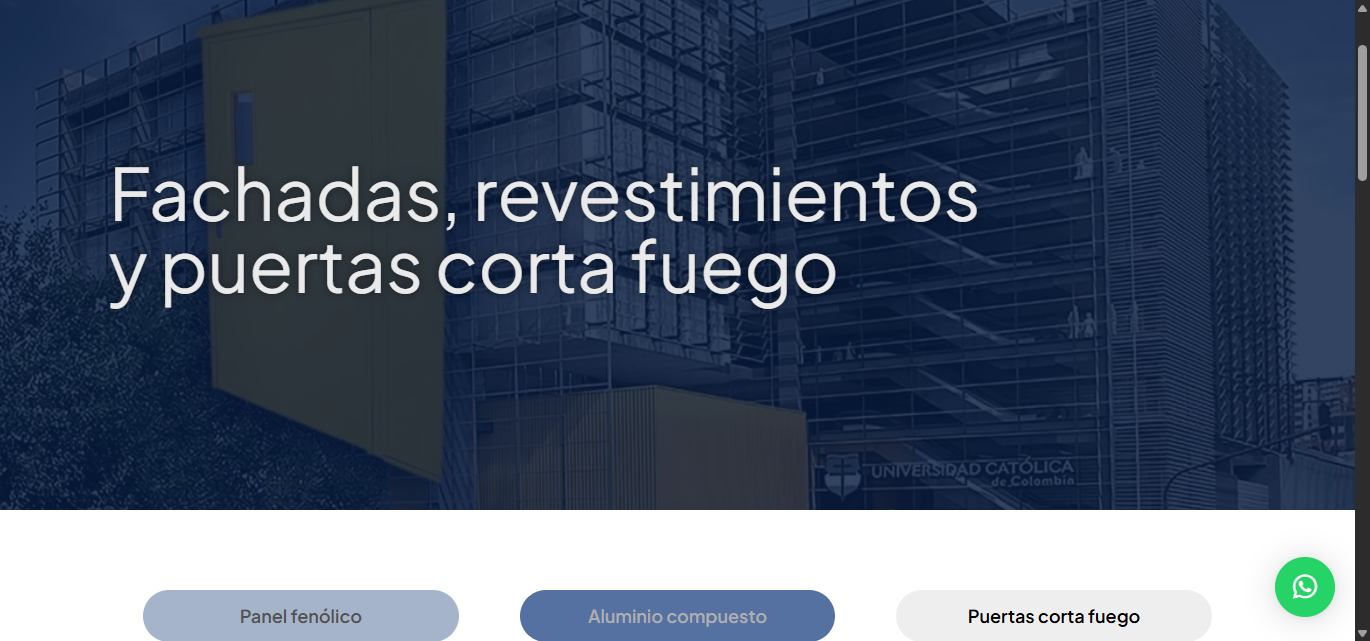 Fachadas, revestimientos
y puertas corta fuego
UNIVERSIDAD CATÓLICA
de Colombia
Panel fenólico
Aluminio compuesto
Puertas corta fuego